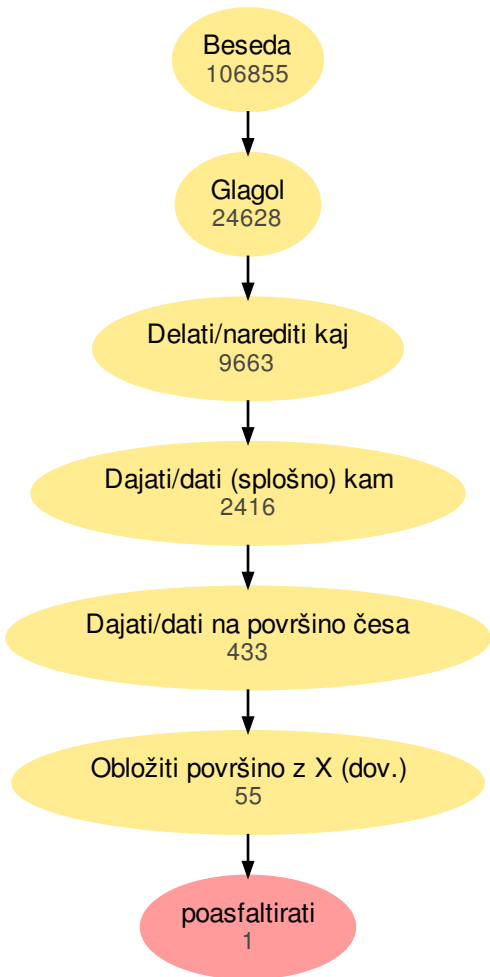 Beseda
106855
Glagol
24628
Delati/narediti kaj
9663
Dajati/dati (splošno) kam
2416
Dajati/dati na površino česa
433
Obložiti površino z X (dov.)
55
poasfaltirati
1